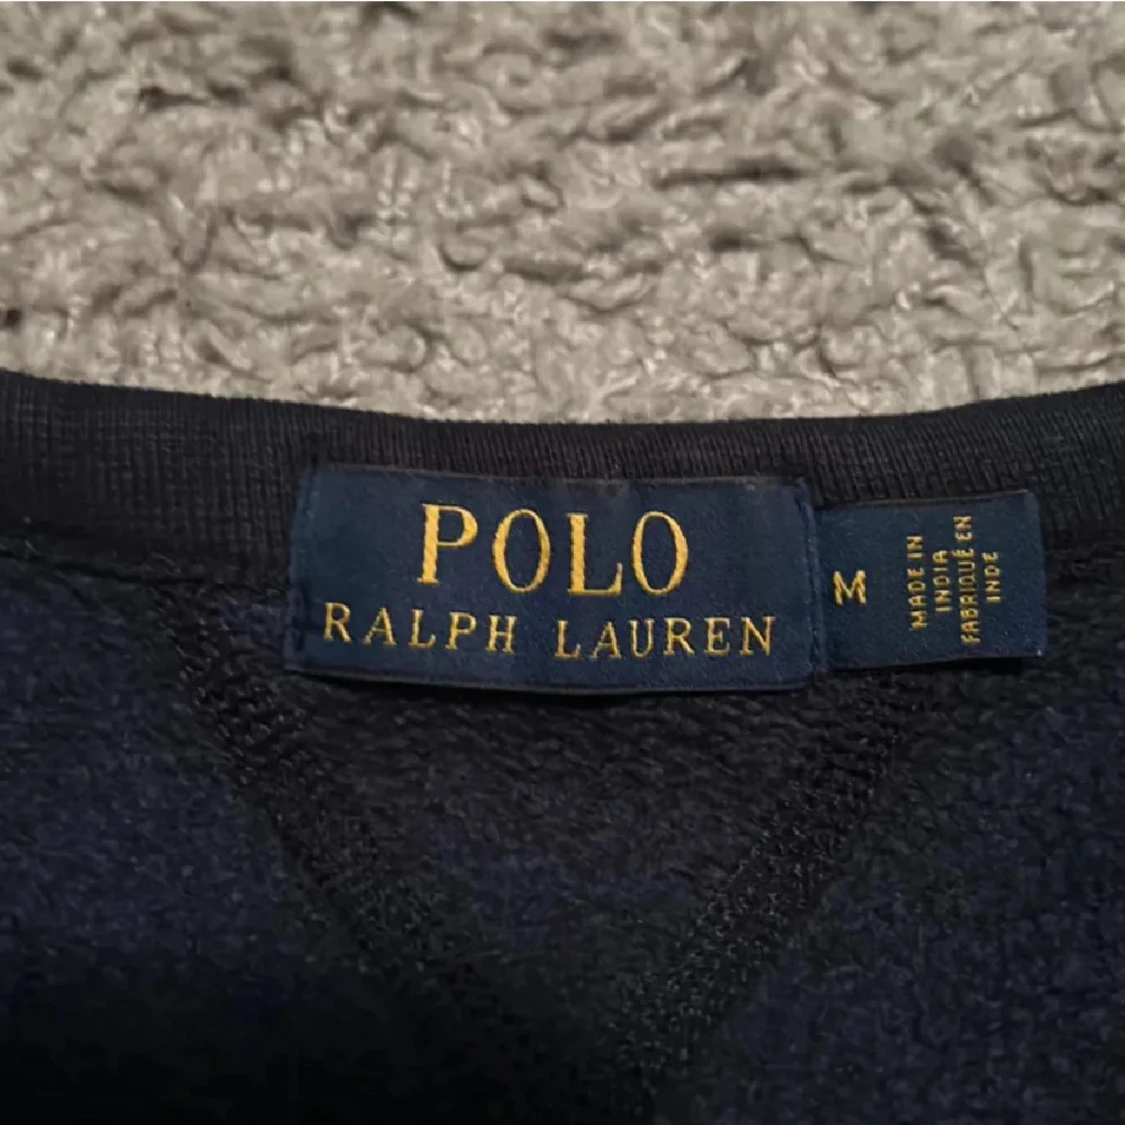 POLO
RALPH LAUREN
M
MADE IN
INDIA
FABRIQUÉ EN
INDE